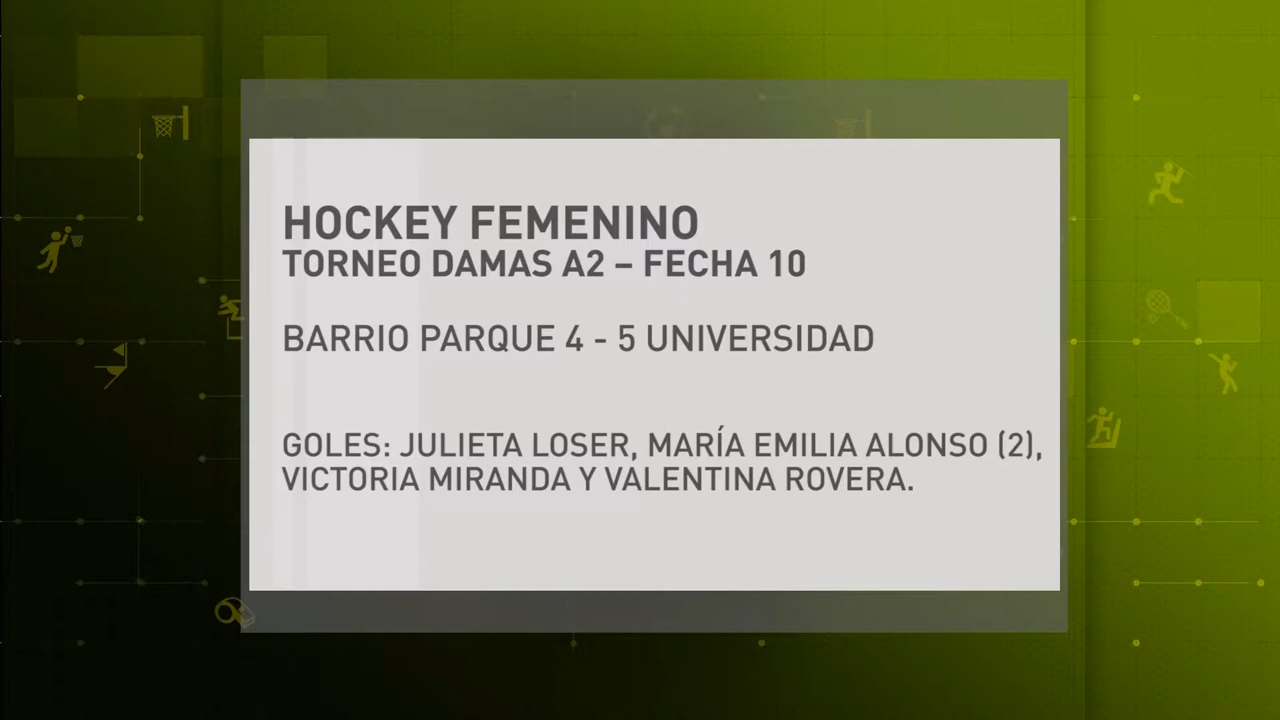 HOCKEY FEMENINO
TORNEO DAMAS A2 – FECHA 10
BARRIO PARQUE 4 - 5 UNIVERSIDAD
GOLES: JULIETA LOSER, MARÍA EMILIA ALONSO (2),
VICTORIA MIRANDA Y VALENTINA ROVERA.